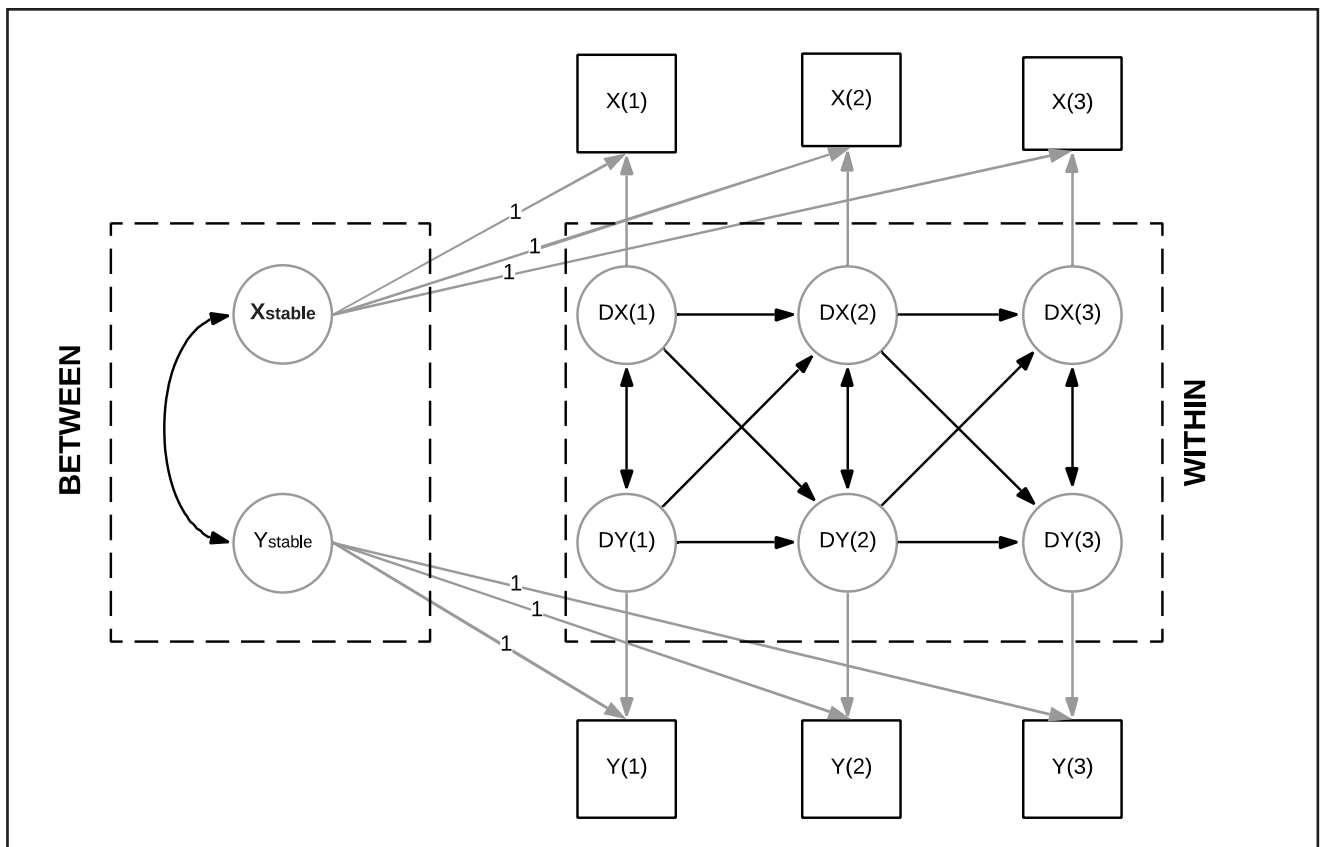 X(1)
X(2)
X(3)
1
1
1
BETWEEN
Xstable
DX(1)
DX(2)
DX(3)
WITHIN
Ystable
DY(1)
DY(2)
DY(3)
1
1
1
Y(1)
Y(2)
Y(3)